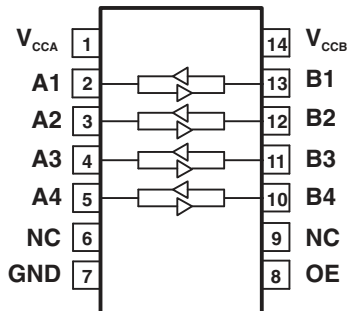 VCCA 1 14 VCCB
A1 2 13 B1
A2 3 12 B2
A3 4 11 B3
A4 5 10 B4
NC 6 9 NC
GND 7 8 OE